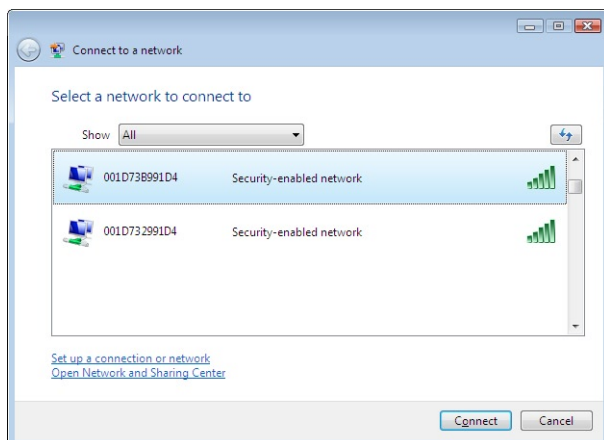 Connect to a network
Select a network to connect to
Show All
001D73B991D4 Security-enabled network
001D732991D4 Security-enabled network
Set up a connection or network
Open Network and Sharing Center
Connect Cancel